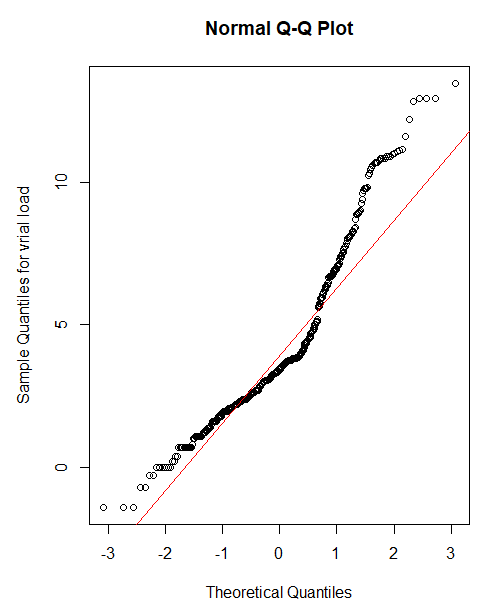 Normal Q-Q Plot
Sample Quantiles for vrial load
10
5
0
-3 -2 -1 0 1 2 3
Theoretical Quantiles